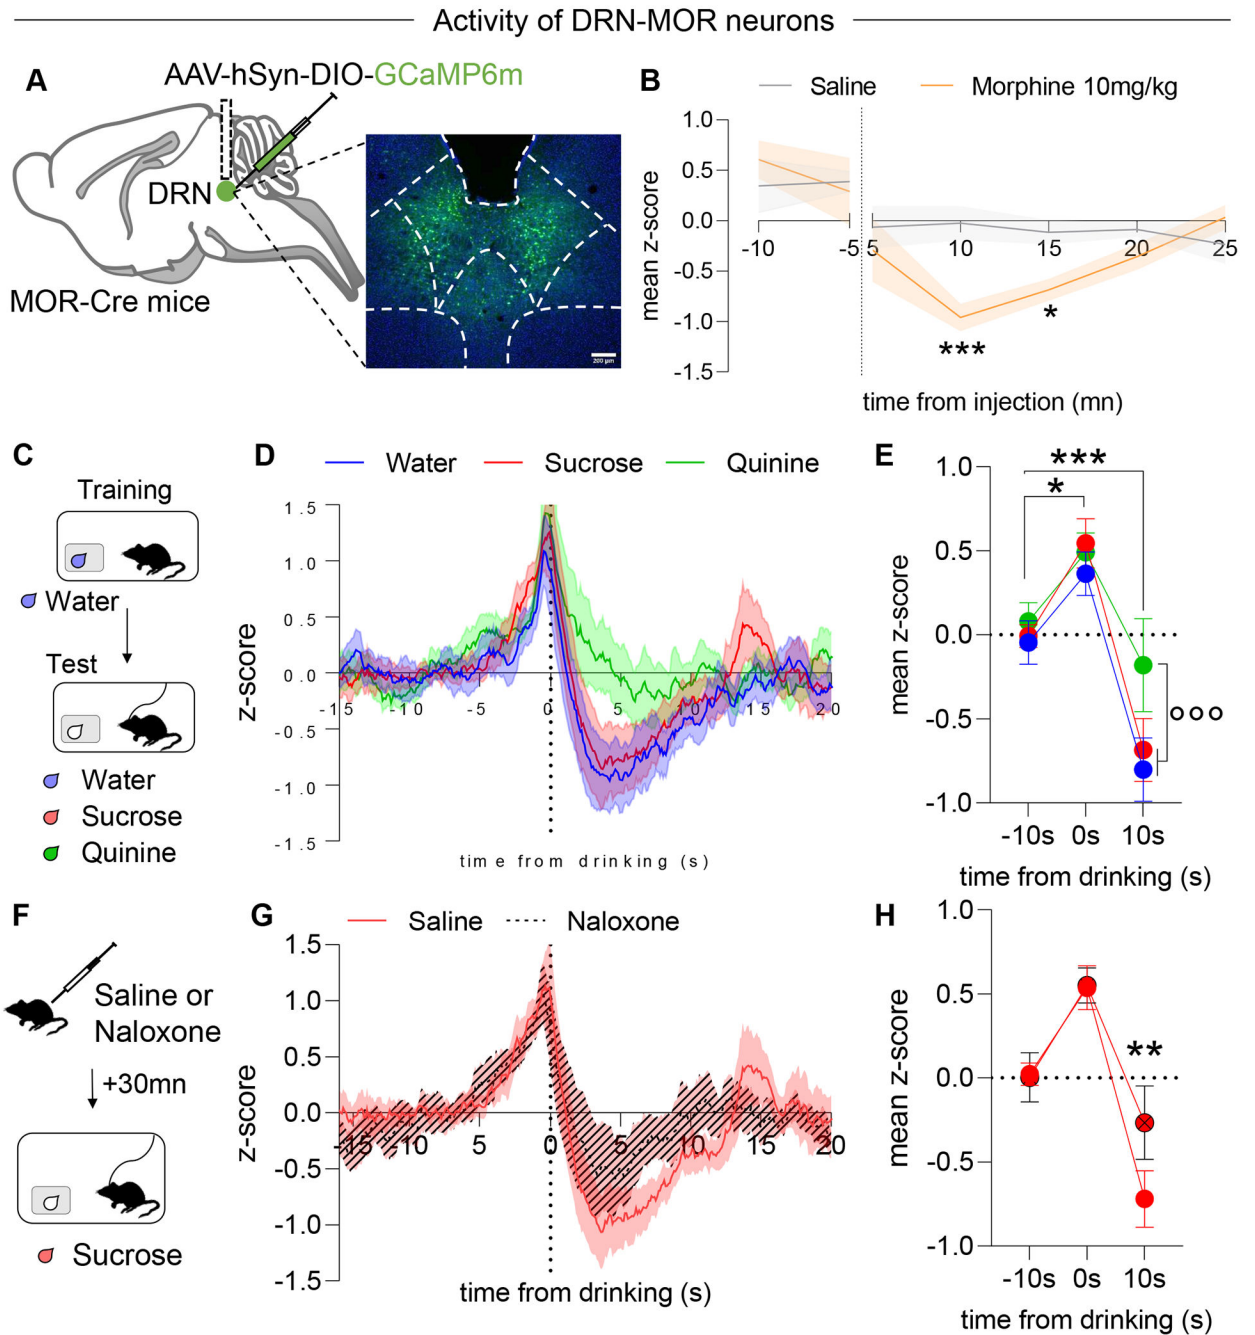 Activity of DRN-MOR neurons
A
AAV-hSyn-DIO-GCaMP6m
DRN
MOR-Cre mice
200 µm
B
Saline
Morphine 10mg/kg
mean z-score
1.0
0.5
0.0
-0.5
-1.0
-1.5
-10
-5
5
10
15
20
25
*
***
time from injection (mn)
C
Training
Water
Test
Water
Sucrose
Quinine
D
Water
Sucrose
Quinine
z-score
1.5
1.0
0.5
0.0
-0.5
-1.0
-1.5
-15
-10
-5
0
5
10
15
20
time from drinking (s)
E
***
*
mean z-score
1.0
0.5
0.0
-0.5
-1.0
-10s
0s
10s
time from drinking (s)
F
Saline or
Naloxone
+30mn
Sucrose
G
Saline
Naloxone
z-score
1.5
1.0
0.5
0.0
-0.5
-1.0
-1.5
-15
5
0
5
10
15
20
time from drinking (s)
H
**
mean z-score
1.0
0.5
0.0
-0.5
-1.0
-10s
0s
10s
time from drinking (s)